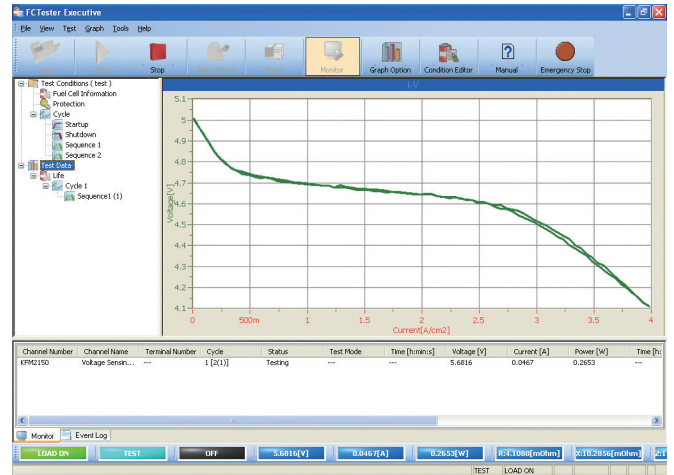 FCTester Executive
File View Test Graph Tools Help
Stop Monitor Graph Option Condition Editor Manual Emergency Stop
Test Conditions ( test )
Fuel Cell Information
Protection
Cycle
Startup
Shutdown
Sequence 1
Sequence 2
Test Data
Life
Cycle 1
Sequence1 (1)
I-V
5.1
5
4.9
4.8
4.7
4.6
4.5
4.4
4.3
4.2
4.1
Voltage[V]
0 500m 1 1.5 2 2.5 3 3.5 4
Current[A/cm2]
Channel Number Channel Name Terminal Number Cycle Status Test Mode Time [h:min:s] Voltage [V] Current [A] Power [W] Time [h:
KFM2150 Voltage Sensin... --- 1 [2(1)] Testing --- --- 5.6816 0.0467 0.2653 ---
Monitor Event Log
LOAD ON TEST OFF 5.6816[V] 0.0467[A] 0.2653[W] R:4.1080[mOhm] X:10.2856[mOhm] Z:1
TEST LOAD ON